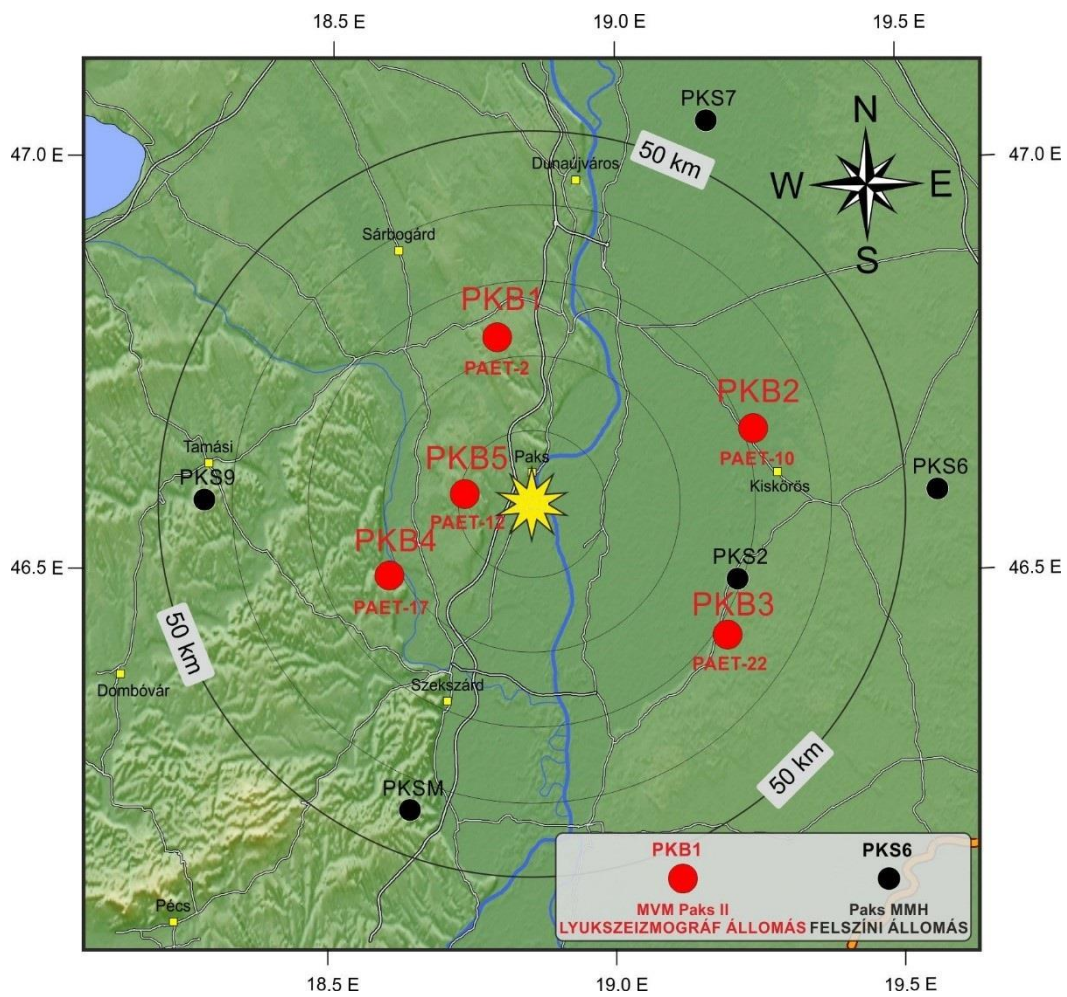 18.5 E
19.0 E
19.5 E
PKS7
N
47.0 E
47.0 E
50 km
Dunaújváros
W
E
Sárbogárd
S
PKB1
PAET-2
PKB2
Tamási
PKB5
Paks
PAET-10
PKS9
Kiskőrös
PKS6
PAET-12
PKB4
PKS2
46.5 E
46.5 E
PAET-17
PKB3
50 km
PAET-22
Dombóvár
Szekszárd
50 km
PKSM
PKB1
PKS6
Pécs
MVM Paks II
Paks MMH
LYUKSZEIZMOGRÁF ÁLLOMÁS
FELSZÍNI ÁLLOMÁS
18.5 E
19.0 E
19.5 E